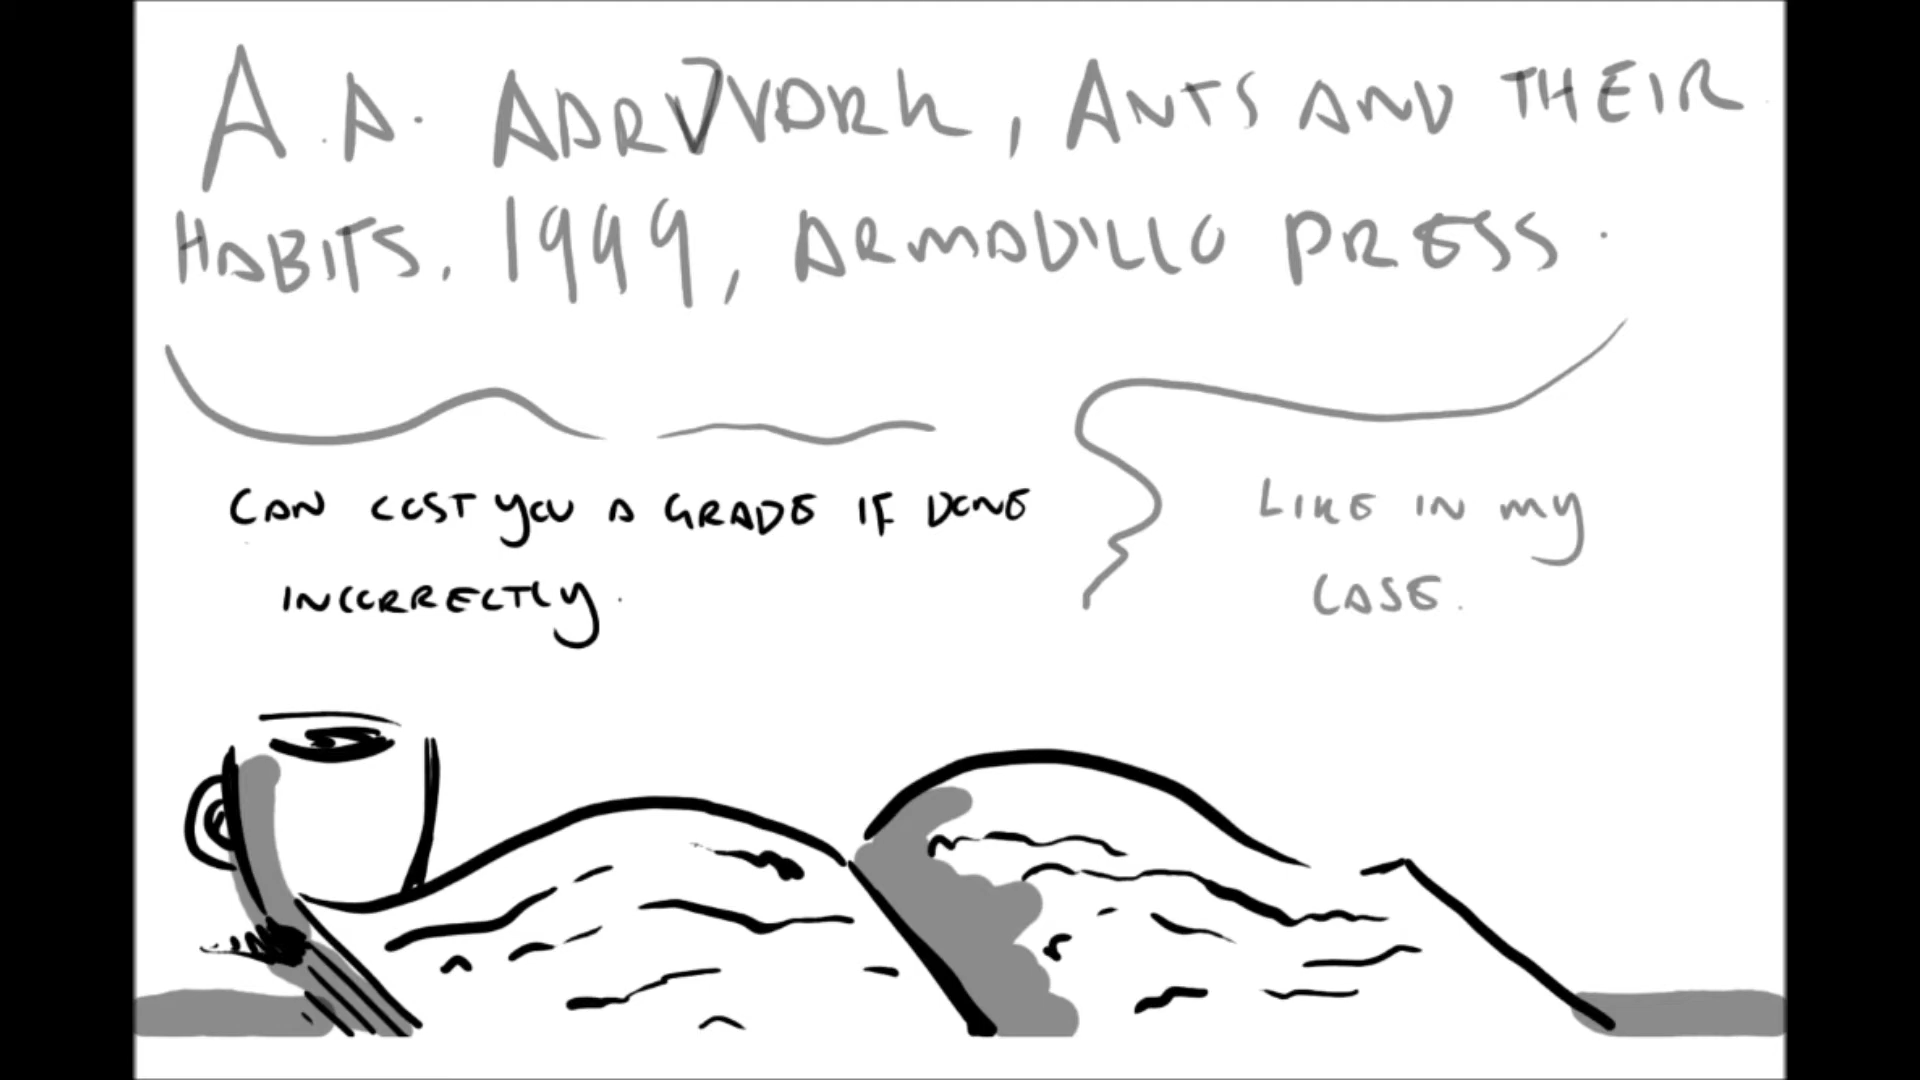 A.A. AARDVARK, ANTS AND THEIR
HABITS. 1999, ARMADILLO PRESS.
CAN COST YOU A GRADE IF DONE
INCORRECTLY.
LIKE IN MY
CASE.